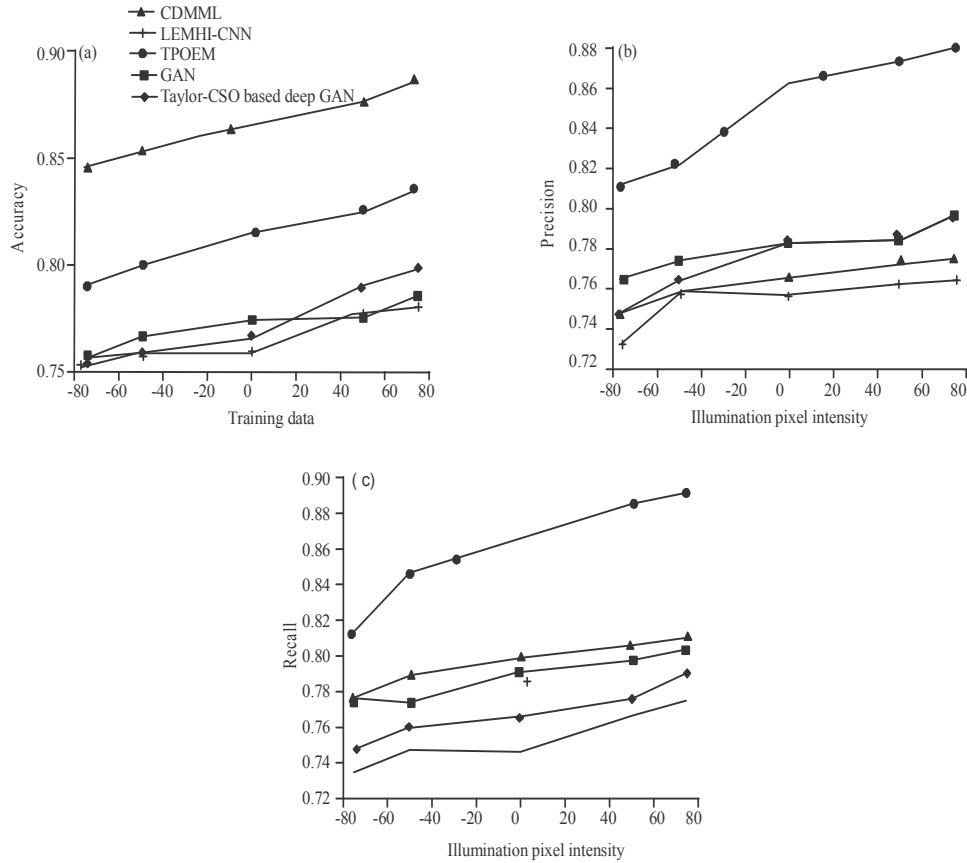 CDMML
LEMHI-CNN
TPOEM
GAN
Taylor-CSO based deep GAN
(a)
0.90
0.85
0.80
0.75
Accuracy
-80 -60 -40 -20 0 20 40 60 80
Training data
(b)
0.88
0.86
0.84
0.82
0.80
0.78
0.76
0.74
0.72
Precision
-80 -60 -40 -20 0 20 40 60 80
Illumination pixel intensity
( c)
0.90
0.88
0.86
0.84
0.82
0.80
0.78
0.76
0.74
0.72
Recall
-80 -60 -40 -20 0 20 40 60 80
Illumination pixel intensity